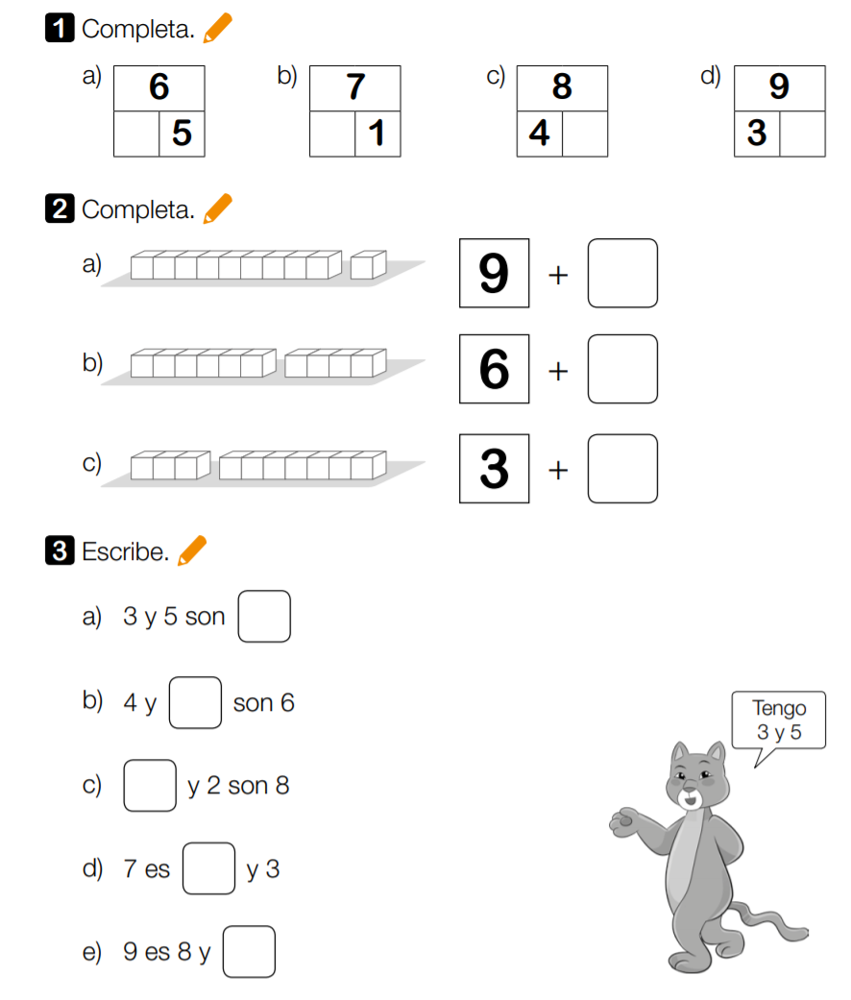 1 Completa.
a) 6 5
b) 7 1
c) 8 4
d) 9 3
2 Completa.
a) 9 +
b) 6 +
c) 3 +
3 Escribe.
a) 3 y 5 son
b) 4 y son 6
c) y 2 son 8
d) 7 es y 3
e) 9 es 8 y
Tengo
3 y 5